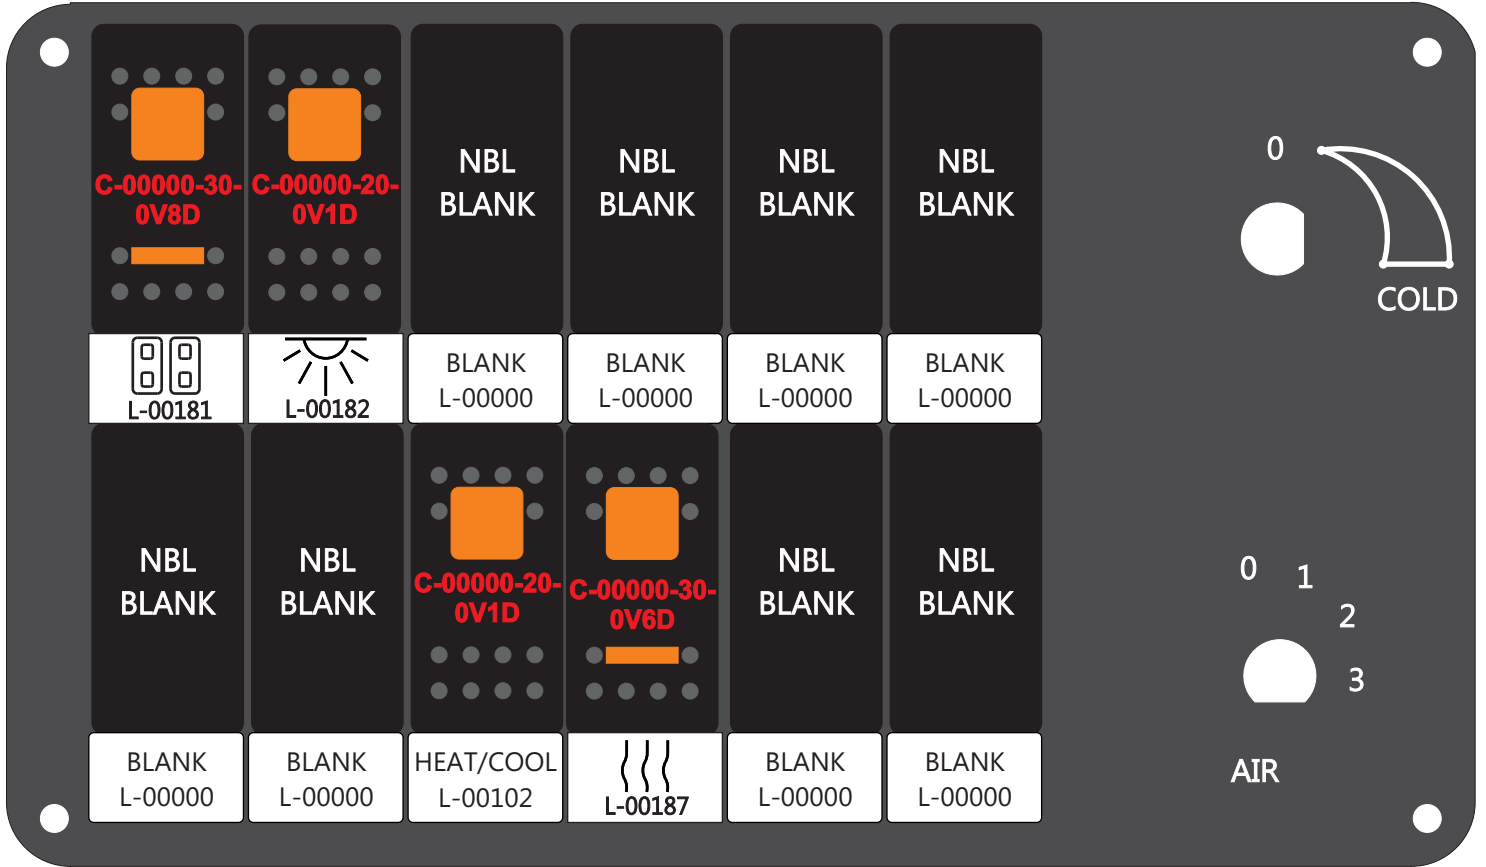 C-00000-30-
0V8D
C-00000-20-
0V1D
NBL
BLANK
NBL
BLANK
NBL
BLANK
NBL
BLANK
0
COLD
L-00181
L-00182
BLANK
L-00000
BLANK
L-00000
BLANK
L-00000
BLANK
L-00000
NBL
BLANK
NBL
BLANK
C-00000-20-
0V1D
C-00000-30-
0V6D
NBL
BLANK
NBL
BLANK
0
1
2
3
AIR
BLANK
L-00000
BLANK
L-00000
HEAT/COOL
L-00102
L-00187
BLANK
L-00000
BLANK
L-00000